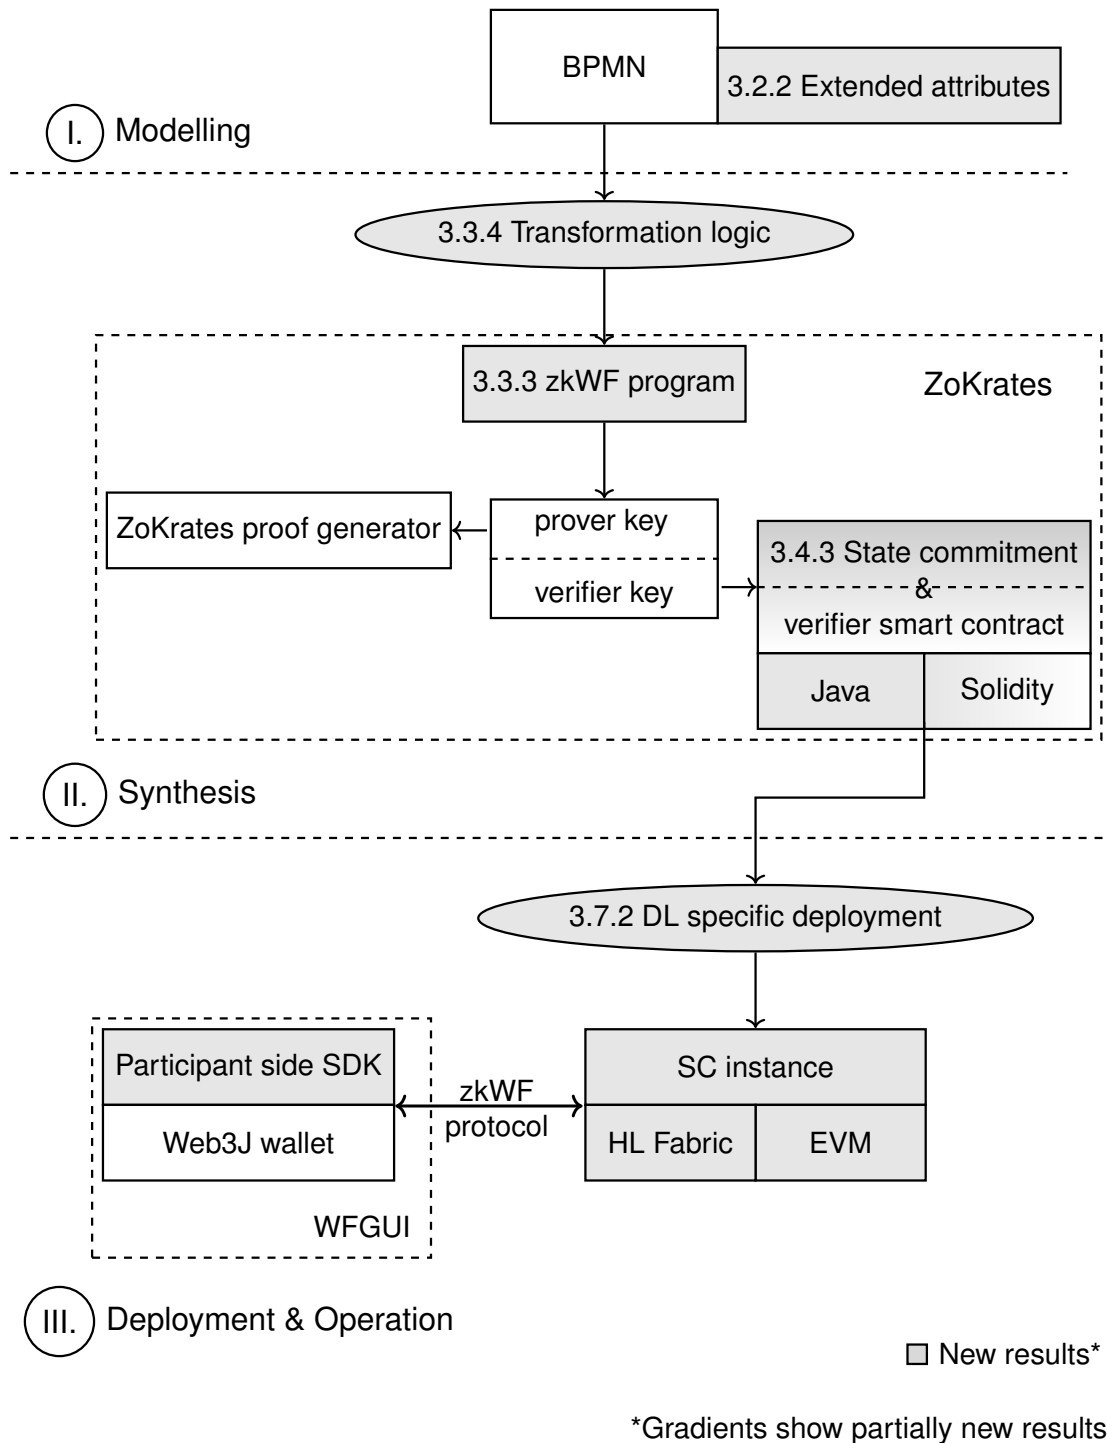 BPMN
3.2.2 Extended attributes
I. Modelling
3.3.4 Transformation logic
3.3.3 zkWF program
ZoKrates
ZoKrates proof generator
prover key
verifier key
3.4.3 State commitment
&
verifier smart contract
Java
Solidity
II. Synthesis
3.7.2 DL specific deployment
Participant side SDK
Web3J wallet
WFGUI
zkWF
protocol
SC instance
HL Fabric
EVM
III. Deployment & Operation
New results*
*Gradients show partially new results